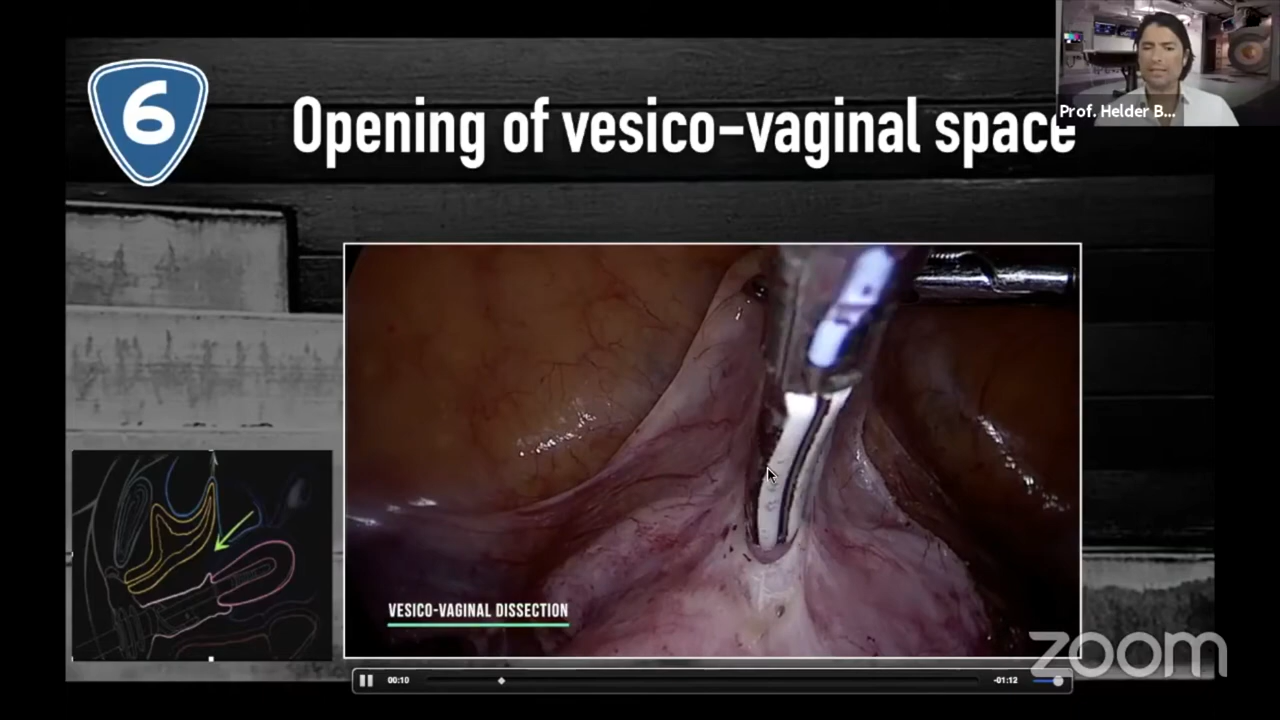 6
Opening of vesico-vaginal space
Prof. Helder B...
VESICO-VAGINAL DISSECTION
00:10
-01:12
zoom